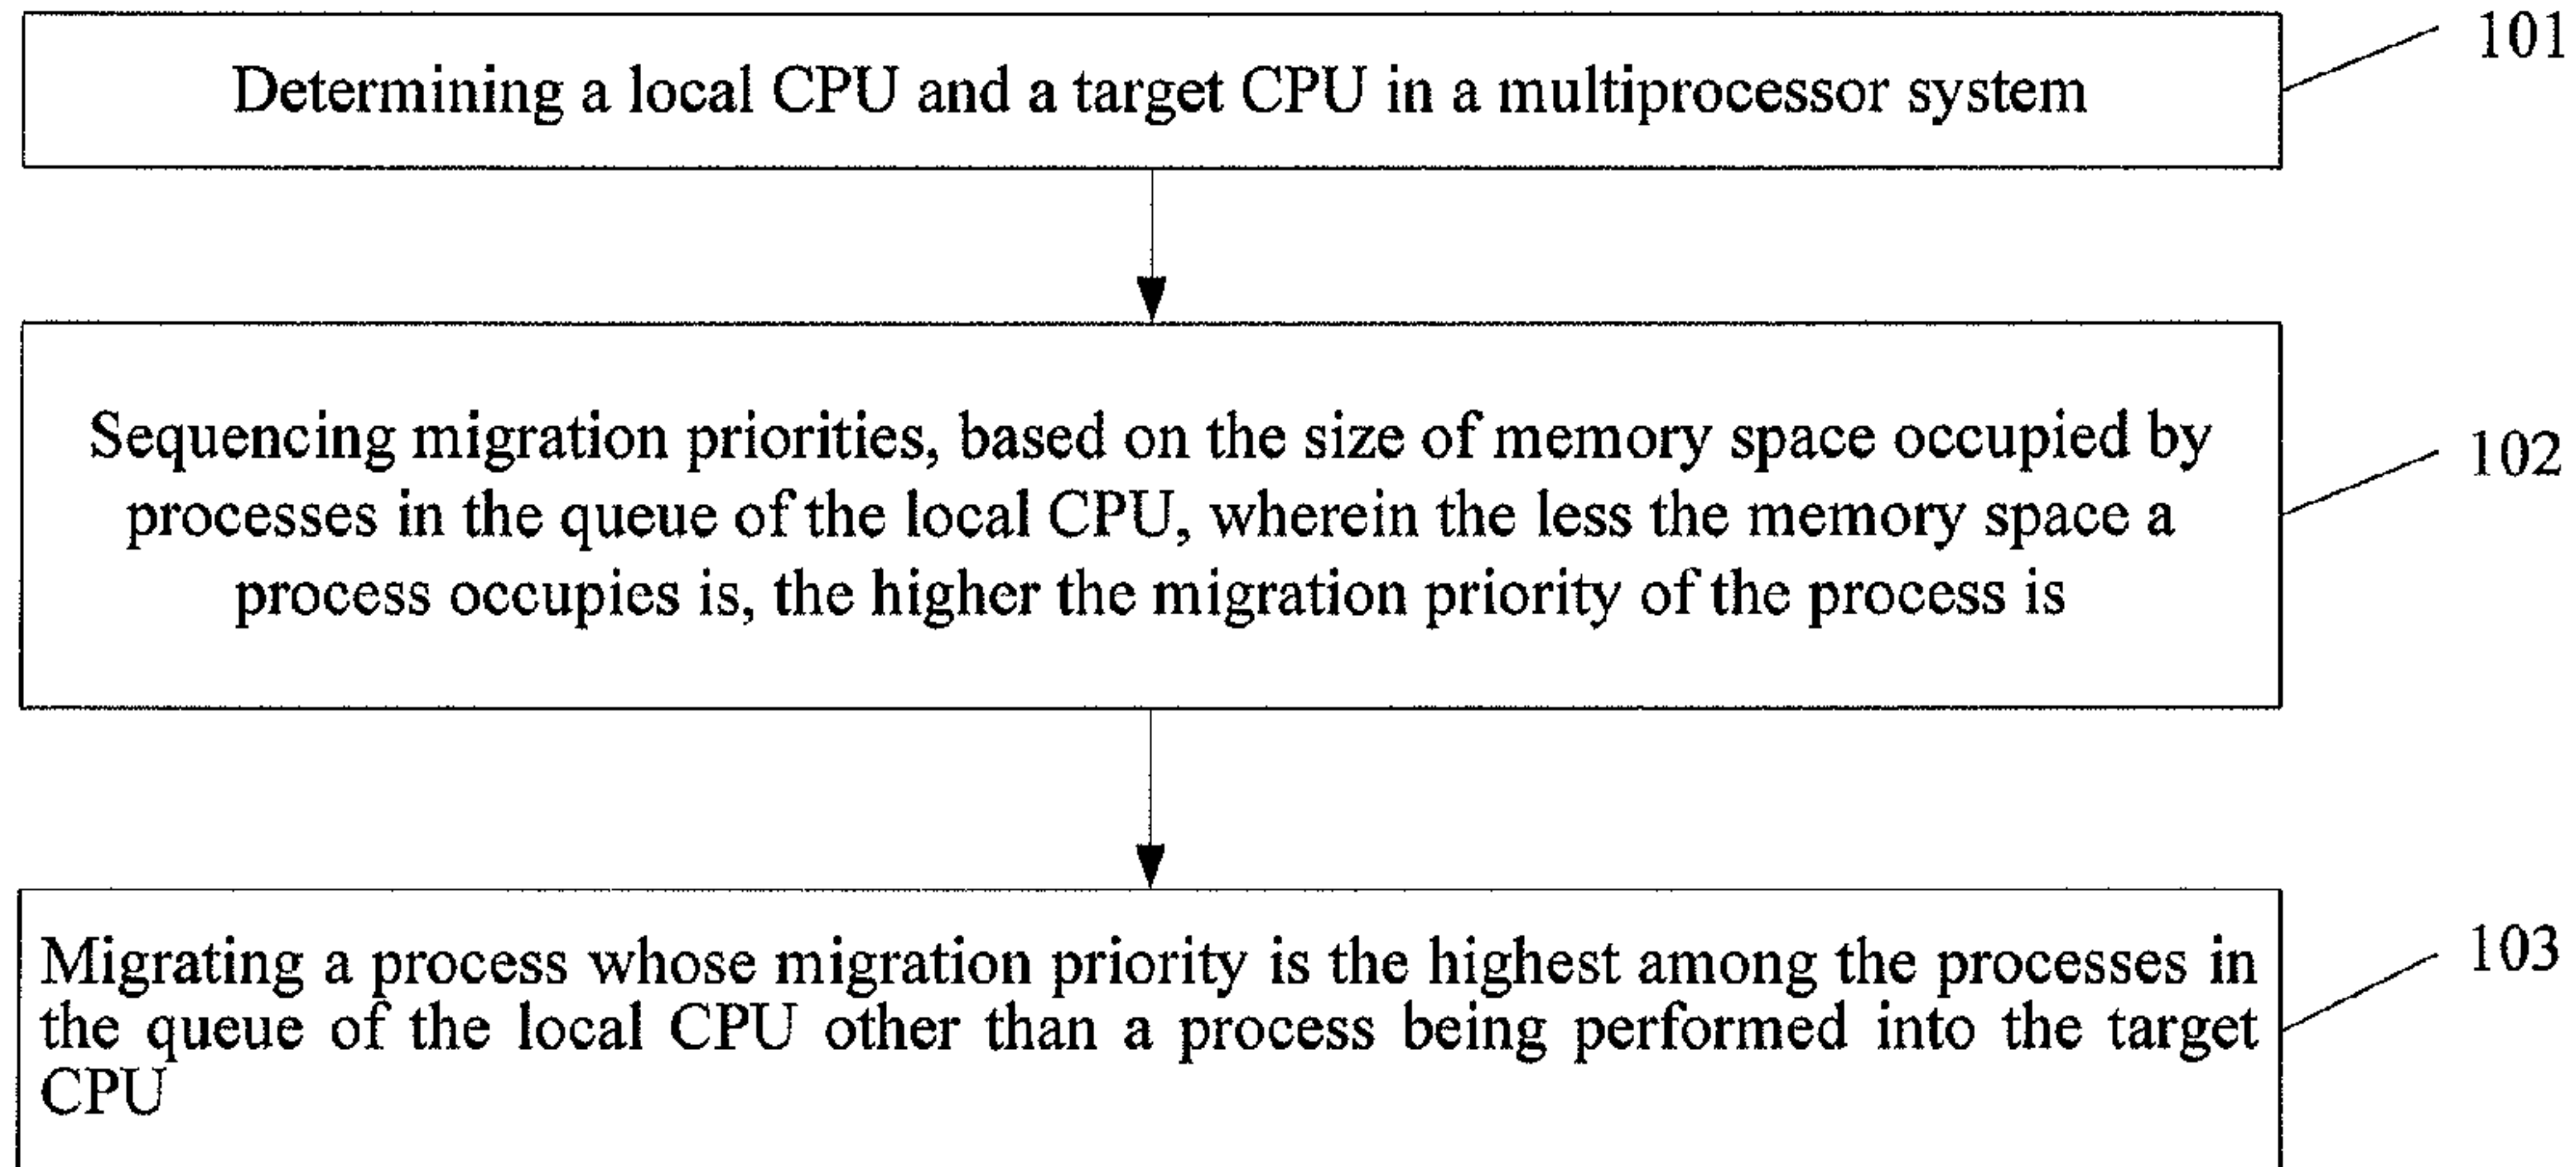 Determining a local CPU and a target CPU in a multiprocessor system
101
Sequencing migration priorities, based on the size of memory space occupied by
processes in the queue of the local CPU, wherein the less the memory space a
process occupies is, the higher the migration priority of the process is
102
Migrating a process whose migration priority is the highest among the processes in
the queue of the local CPU other than a process being performed into the target
CPU
103